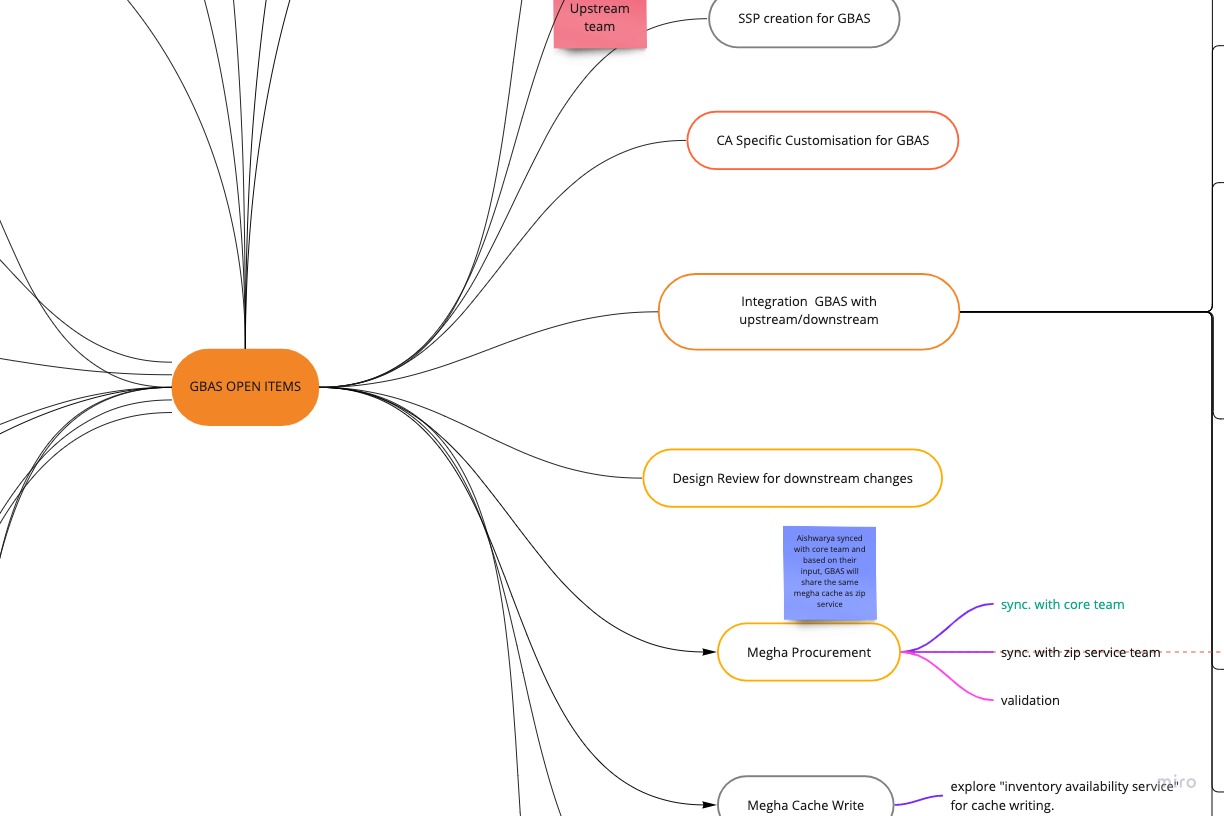 Upstream
team
SSP creation for GBAS
CA Specific Customisation for GBAS
Integration  GBAS with
upstream/downstream
GBAS OPEN ITEMS
Design Review for downstream changes
Aishwarya synced
with core team and
based on their
input, GBAS will
share the same
megha cache as zip
service
Megha Procurement
sync. with core team
sync. with zip service team
validation
Megha Cache Write
explore "inventory availability service"
for cache writing.
miro